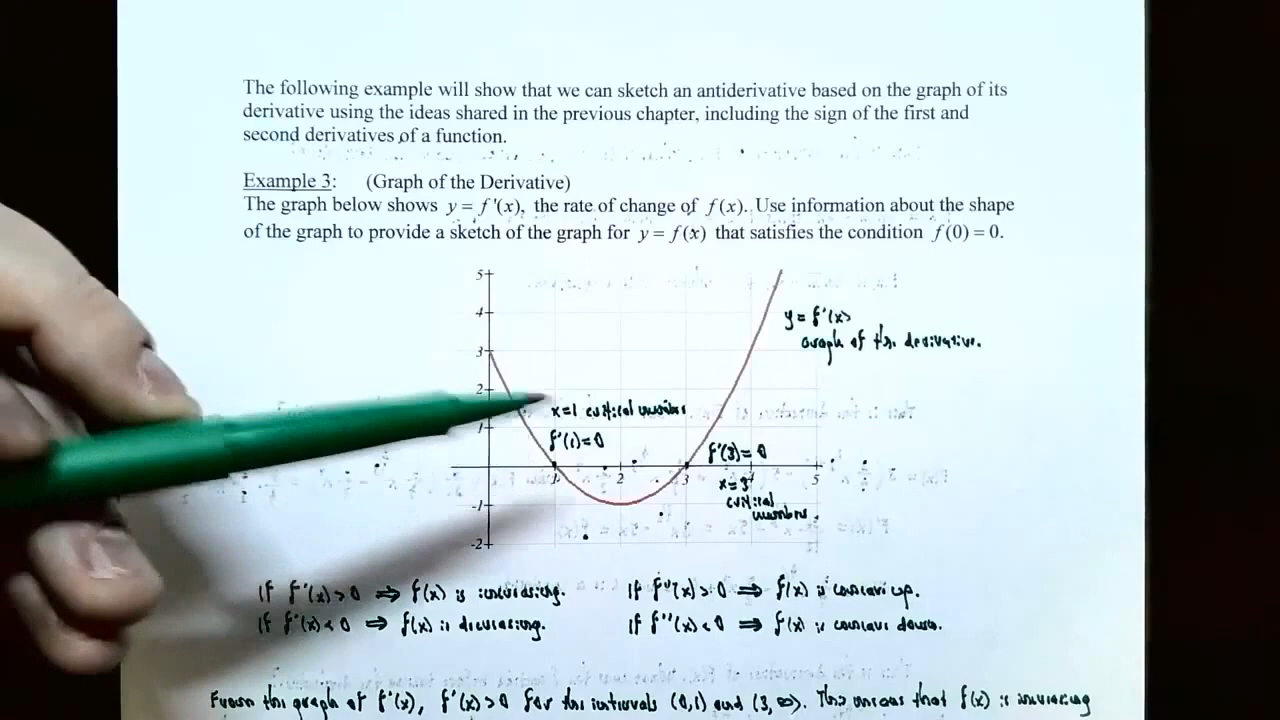 The following example will show that we can sketch an antiderivative based on the graph of its
derivative using the ideas shared in the previous chapter, including the sign of the first and
second derivatives of a function.
Example 3: (Graph of the Derivative)
The graph below shows y = f'(x), the rate of change of f(x). Use information about the shape
of the graph to provide a sketch of the graph for y = f(x) that satisfies the condition f(0) = 0.
5
4
3
2
1
-1
-2
1 2 3 4 5
y = f'(x)
Graph of the derivative.
x=1 critical number
f'(1)=0
f'(3)=0
x=3
critical
number.
If f'(x)>0 ⇒ f(x) is increasing.
If f'(x)<0 ⇒ f(x) is decreasing.
If f''(x)>0 ⇒ f(x) is concave up.
If f''(x)<0 ⇒ f(x) is concave down.
From the graph of f'(x), f'(x)>0 for the intervals (0,1) and (3,∞). This means that f(x) is increasing